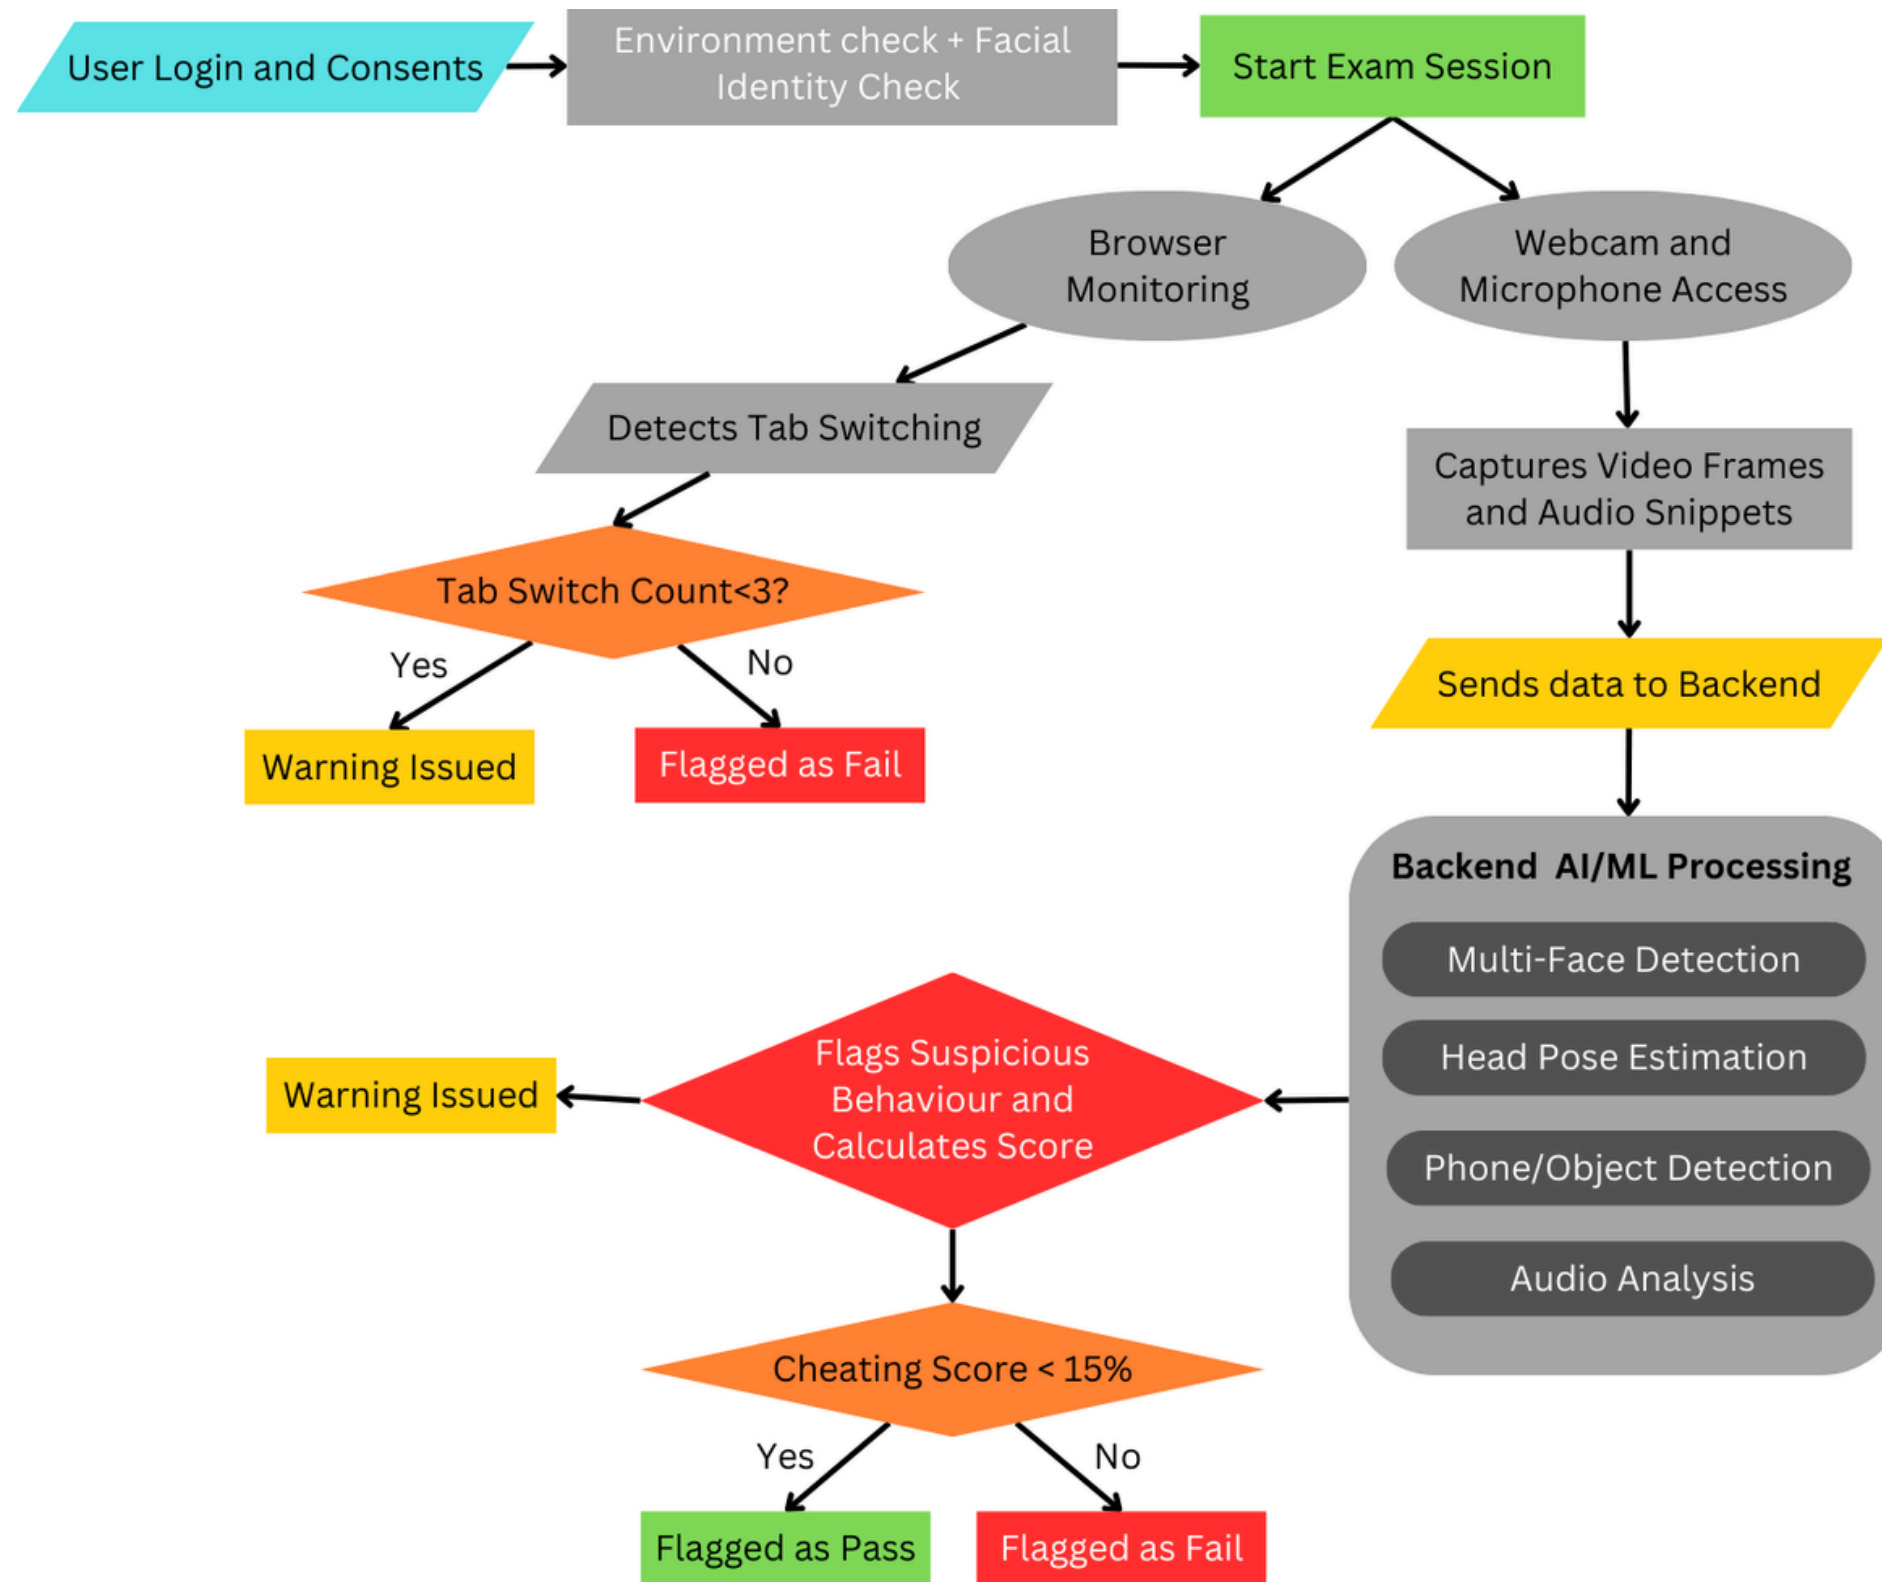 User Login and Consents
Environment check + Facial
Identity Check
Start Exam Session
Browser
Monitoring
Webcam and
Microphone Access
Detects Tab Switching
Captures Video Frames
and Audio Snippets
Tab Switch Count<3?
Yes
No
Sends data to Backend
Warning Issued
Flagged as Fail
Backend AI/ML Processing
Multi-Face Detection
Head Pose Estimation
Phone/Object Detection
Audio Analysis
Flags Suspicious
Behaviour and
Calculates Score
Warning Issued
Cheating Score < 15%
Yes
No
Flagged as Pass
Flagged as Fail